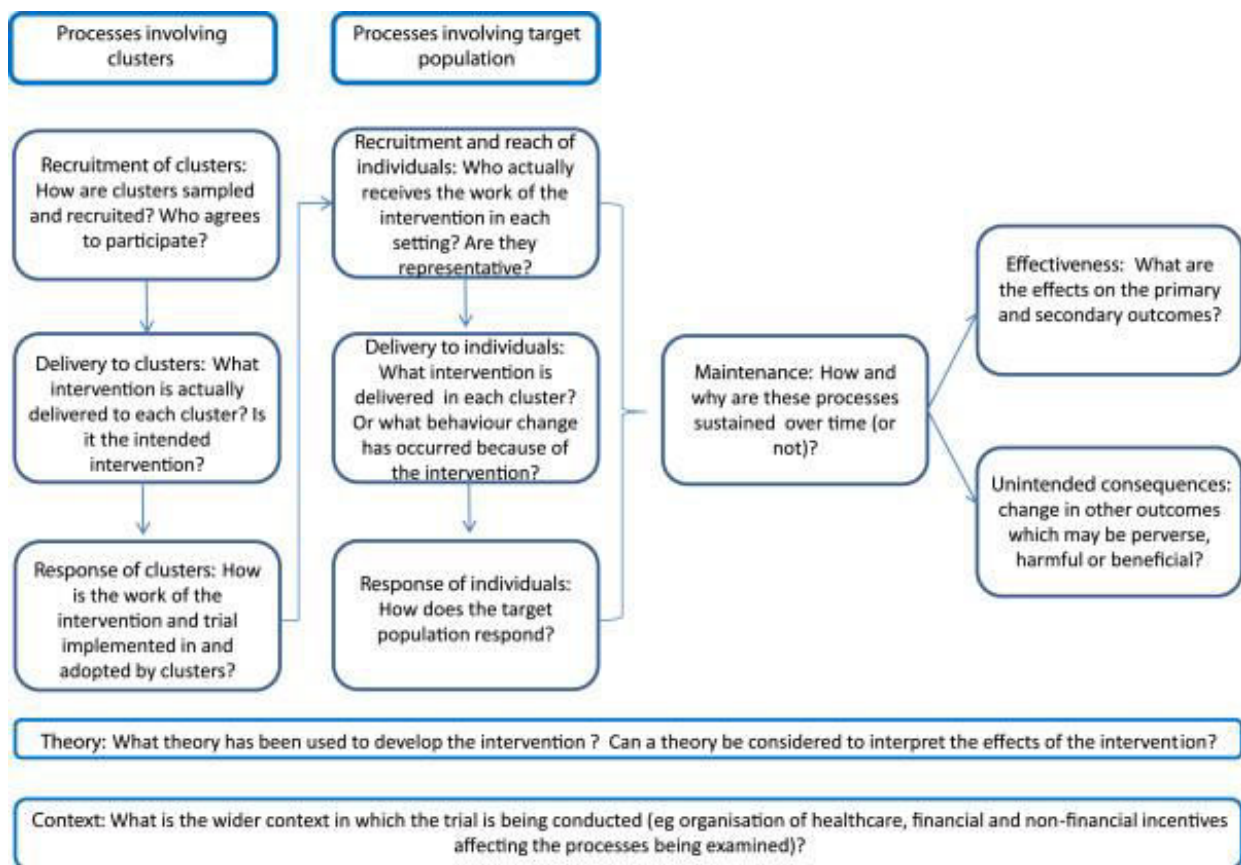 Processes involving
clusters
Processes involving target
population
Recruitment of clusters:
How are clusters sampled
and recruited? Who agrees
to participate?
Delivery to clusters: What
intervention is actually
delivered to each cluster? Is
it the intended
intervention?
Response of clusters: How
is the work of the
intervention and trial
implemented in and
adopted by clusters?
Recruitment and reach of
individuals: Who actually
receives the work of the
intervention in each
setting? Are they
representative?
Delivery to individuals:
What intervention is
delivered in each cluster?
Or what behaviour change
has occurred because of
the intervention?
Response of individuals:
How does the target
population respond?
Maintenance: How and
why are these processes
sustained over time (or
not)?
Effectiveness: What are
the effects on the primary
and secondary outcomes?
Unintended consequences:
change in other outcomes
which may be perverse,
harmful or beneficial?
Theory: What theory has been used to develop the intervention ? Can a theory be considered to interpret the effects of the intervention?
Context: What is the wider context in which the trial is being conducted (eg organisation of healthcare, financial and non-financial incentives
affecting the processes being examined)?